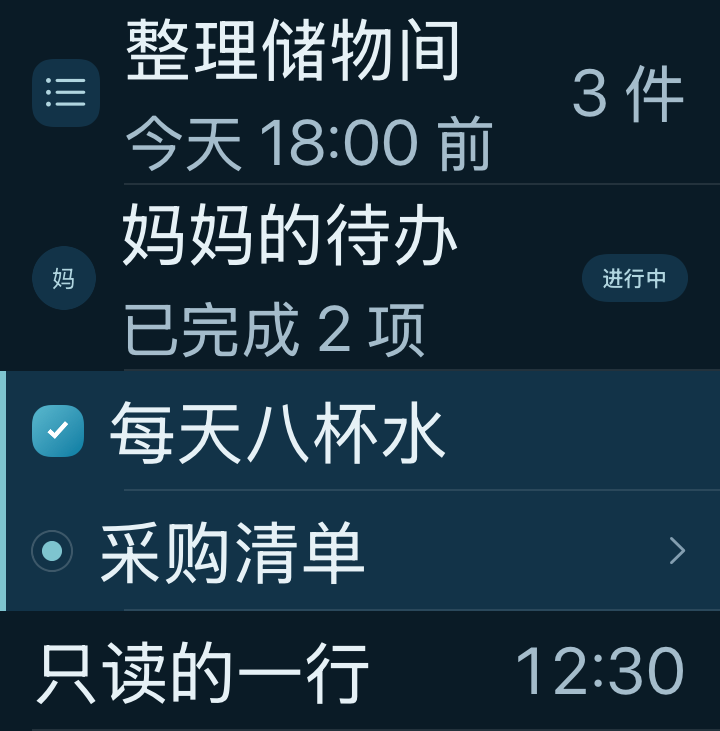 整理储物间
今天 18:00 前
3 件
妈
妈妈的待办
已完成 2 项
进行中
每天八杯水
采购清单
只读的一行
12:30